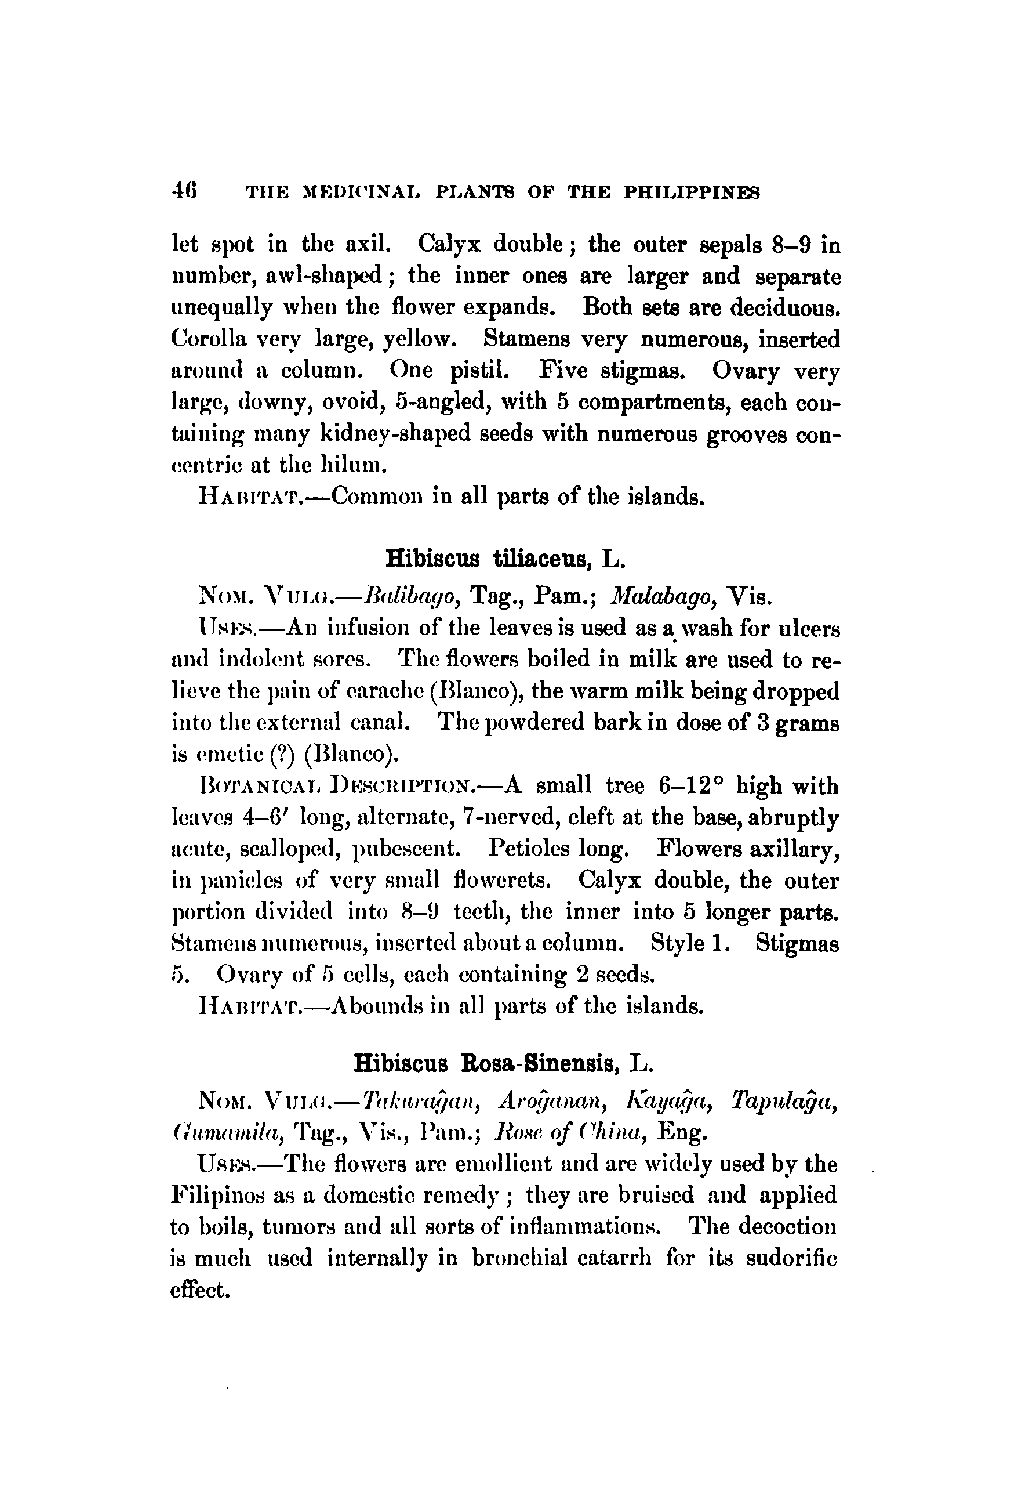 46 THE MEDICINAL PLANTS OF THE PHILIPPINES
let spot in the axil. Calyx double; the outer sepals 8–9 in
number, awl-shaped; the inner ones are larger and separate
unequally when the flower expands. Both sets are deciduous.
Corolla very large, yellow. Stamens very numerous, inserted
around a column. One pistil. Five stigmas. Ovary very
large, downy, ovoid, 5-angled, with 5 compartments, each con-
taining many kidney-shaped seeds with numerous grooves con-
centric at the hilum.
HABITAT.—Common in all parts of the islands.
Hibiscus tiliaceus, L.
NOM. VULG.—Balibago, Tag., Pam.; Malabago, Vis.
USES.—An infusion of the leaves is used as a wash for ulcers
and indolent sores. The flowers boiled in milk are used to re-
lieve the pain of earache (Blanco), the warm milk being dropped
into the external canal. The powdered bark in dose of 3 grams
is emetic (?) (Blanco).
BOTANICAL DESCRIPTION.—A small tree 6–12° high with
leaves 4–6′ long, alternate, 7-nerved, cleft at the base, abruptly
acute, scalloped, pubescent. Petioles long. Flowers axillary,
in panicles of very small flowerets. Calyx double, the outer
portion divided into 8–9 teeth, the inner into 5 longer parts.
Stamens numerous, inserted about a column. Style 1. Stigmas
5. Ovary of 5 cells, each containing 2 seeds.
HABITAT.—Abounds in all parts of the islands.
Hibiscus Rosa-Sinensis, L.
NOM. VULG.—Takurag̃an, Arog̃anan, Kayag̃a, Tapulag̃a,
Gumamila, Tag., Vis., Pam.; Rose of China, Eng.
USES.—The flowers are emollient and are widely used by the
Filipinos as a domestic remedy; they are bruised and applied
to boils, tumors and all sorts of inflammations. The decoction
is much used internally in bronchial catarrh for its sudorific
effect.